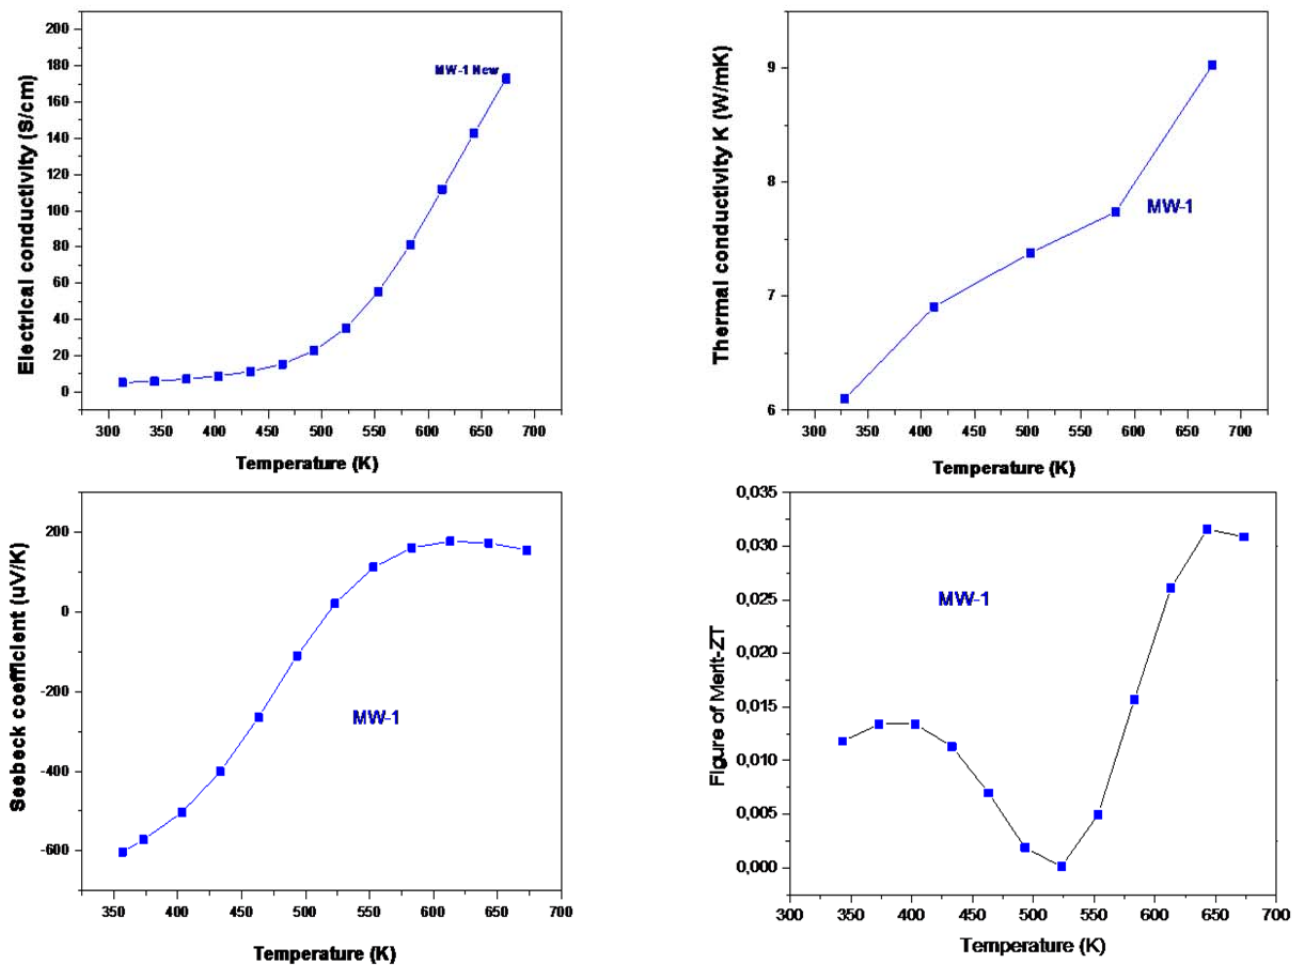 Electrical conductivity (S/cm)
200
180
160
140
120
100
80
60
40
20
0
MW-1 New
300 350 400 450 500 550 600 650 700
Temperature (K)
Thermal conductivity K (W/mK)
9
8
7
6
MW-1
300 350 400 450 500 550 600 650 700
Temperature (K)
Seebeck coefficient (uV/K)
200
0
-200
-400
-600
MW-1
350 400 450 500 550 600 650 700
Temperature (K)
Figure of Merit-ZT
0,035
0,030
0,025
0,020
0,015
0,010
0,005
0,000
MW-1
300 350 400 450 500 550 600 650 700
Temperature (K)